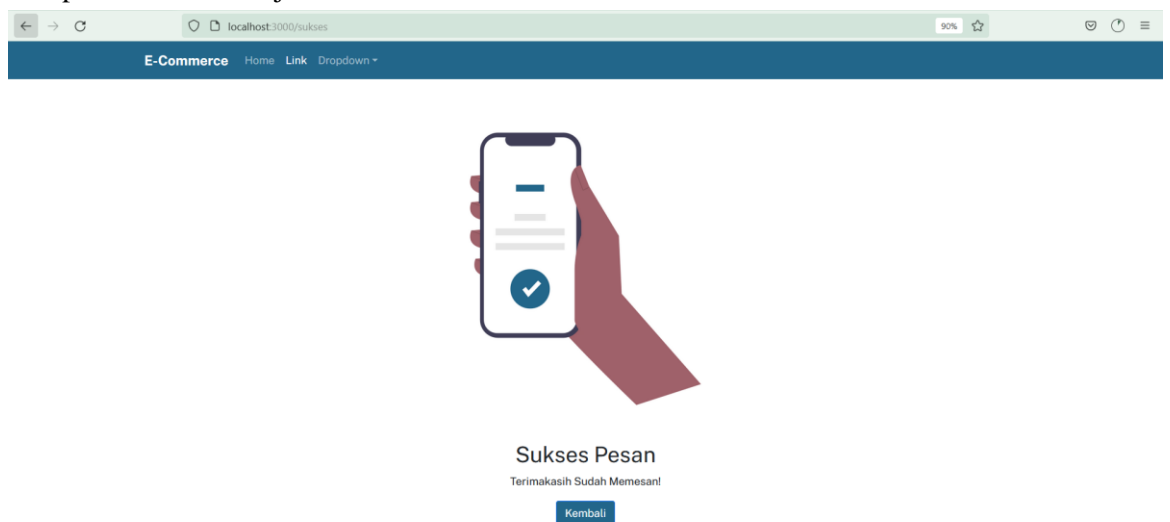 localhost:3000/sukses 90%
E-Commerce Home Link Dropdown
Sukses Pesan
Terimakasih Sudah Memesan!
Kembali